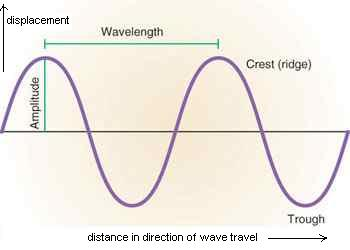 displacement
Wavelength
Crest (ridge)
Amplitude
Trough
distance in direction of wave travel